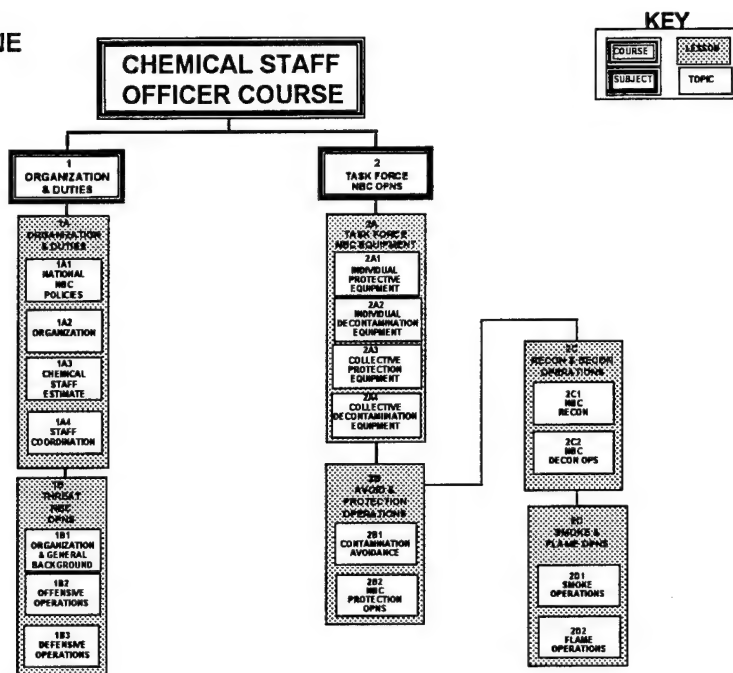 NE
KEY
COURSE
LESSON
SUBJECT
TOPIC
CHEMICAL STAFF
OFFICER COURSE
1
ORGANIZATION
& DUTIES
1A
ORGANIZATION
& DUTIES
1A1
NATIONAL
NBC
POLICIES
1A2
ORGANIZATION
1A3
CHEMICAL
STAFF
ESTIMATE
1A4
STAFF
COORDINATION
1B
THREAT
NBC
OPNS
1B1
ORGANIZATION
& GENERAL
BACKGROUND
1B2
OFFENSIVE
OPERATIONS
1B3
DEFENSIVE
OPERATIONS
2
TASK FORCE
NBC OPNS
2A
TASK FORCE
NBC EQUIPMENT
2A1
INDIVIDUAL
PROTECTIVE
EQUIPMENT
2A2
INDIVIDUAL
DECONTAMINATION
EQUIPMENT
2A3
COLLECTIVE
PROTECTION
EQUIPMENT
2A4
COLLECTIVE
DECONTAMINATION
EQUIPMENT
2B
AVOID &
PROTECTION
OPERATIONS
2B1
CONTAMINATION
AVOIDANCE
2B2
NBC
PROTECTION
OPNS
2C
RECON & DECON
OPERATIONS
2C1
NBC
RECON
2C2
NBC
DECON OPS
2D
SMOKE &
FLAME OPNS
2D1
SMOKE
OPERATIONS
2D2
FLAME
OPERATIONS